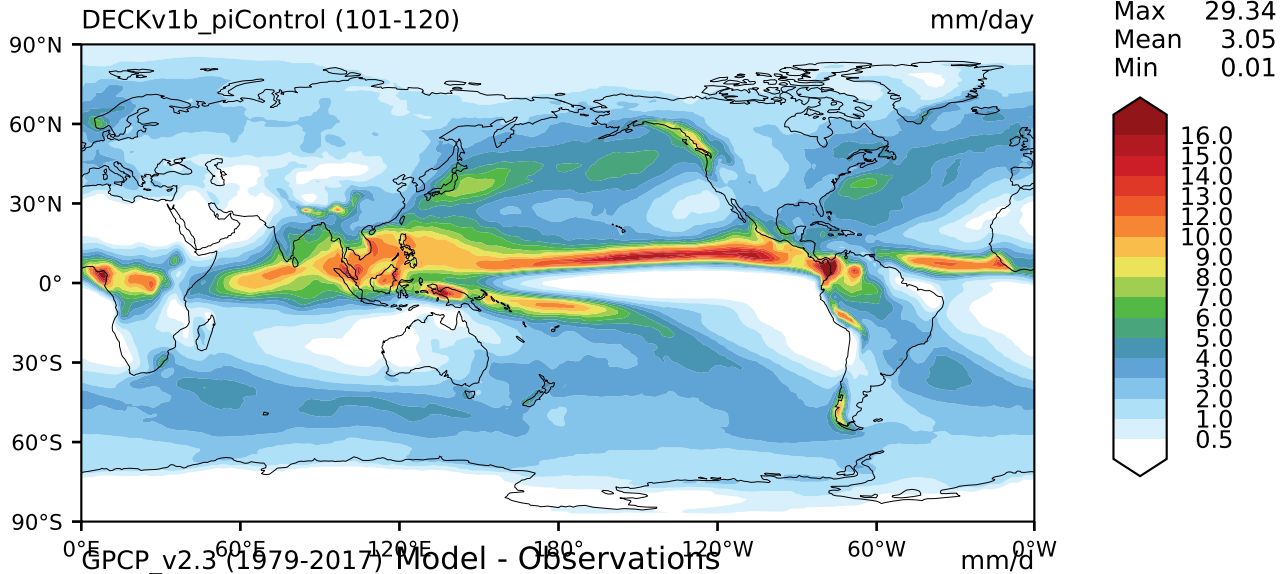 DECKv1b_piControl (101-120) mm/day
Max 29.34
Mean 3.05
Min 0.01
90°N
60°N
30°N
0°
30°S
60°S
90°S
0°E 60°E 120°E 180° 120°W 60°W 0°W
16.0
15.0
14.0
13.0
12.0
10.0
9.0
8.0
7.0
6.0
5.0
4.0
3.0
2.0
1.0
0.5
GPCP_v2.3 (1979-2017) Model - Observations mm/d